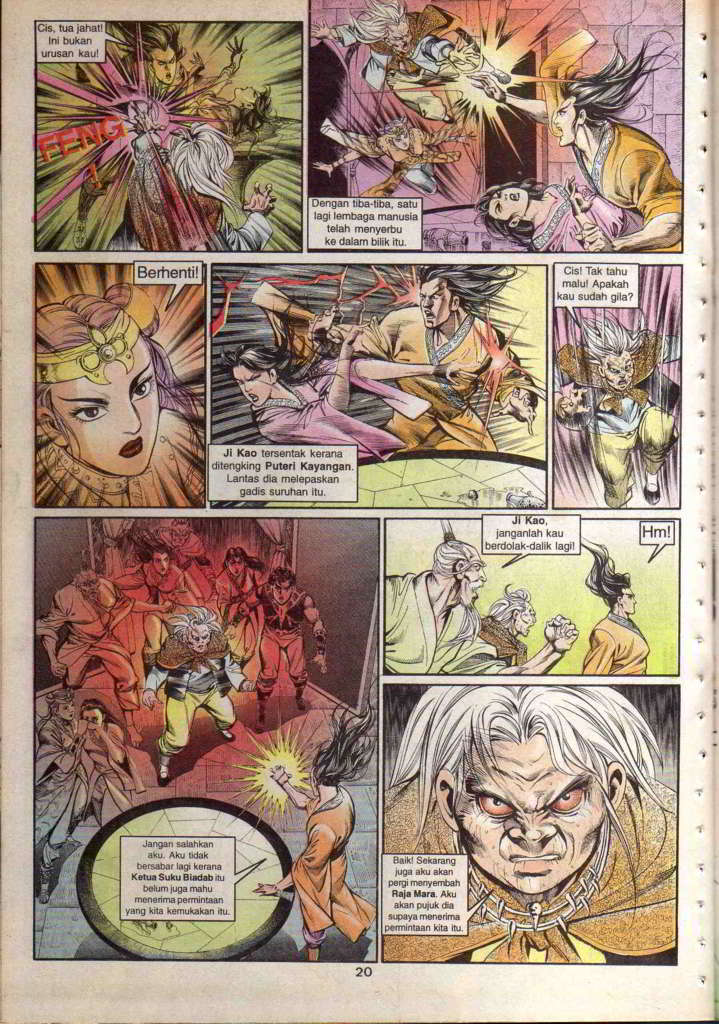 Cis, tua jahat!
Ini bukan
urusan kau!
FENG
!
Dengan tiba-tiba, satu
lagi lembaga manusia
telah menyerbu
ke dalam bilik itu.
Berhenti!
Ji Kao tersentak kerana
ditengking Puteri Kayangan.
Lantas dia melepaskan
gadis suruhan itu.
Cis! Tak tahu
malu! Apakah
kau sudah gila?
Jangan salahkan
aku. Aku tidak
bersabar lagi kerana
Ketua Suku Biadab itu
belum juga mahu
menerima permintaan
yang kita kemukakan itu.
Ji Kao,
janganlah kau
berdolak-dalik lagi!
Hm!
Baik! Sekarang
juga aku akan
pergi menyembah
Raja Mara. Aku
akan pujuk dia
supaya menerima
permintaan kita itu.
20